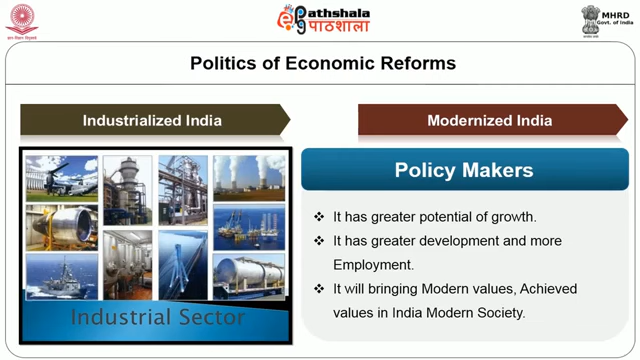 Pathshala
पाठशाला
MHRD
Govt. of India
Politics of Economic Reforms
Industrialized India
Modernized India
Industrial Sector
Policy Makers
❖ It has greater potential of growth.
❖ It has greater development and more
Employment.
❖ It will bringing Modern values, Achieved
values in India Modern Society.